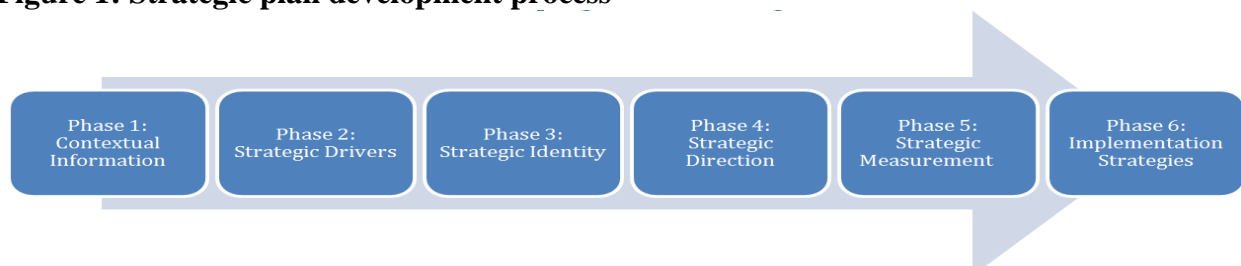 Figure 1: Strategic plan development process
Phase 1:
Contextual
Information
Phase 2:
Strategic Drivers
Phase 3:
Strategic Identity
Phase 4:
Strategic
Direction
Phase 5:
Strategic
Measurement
Phase 6:
Implementation
Strategies